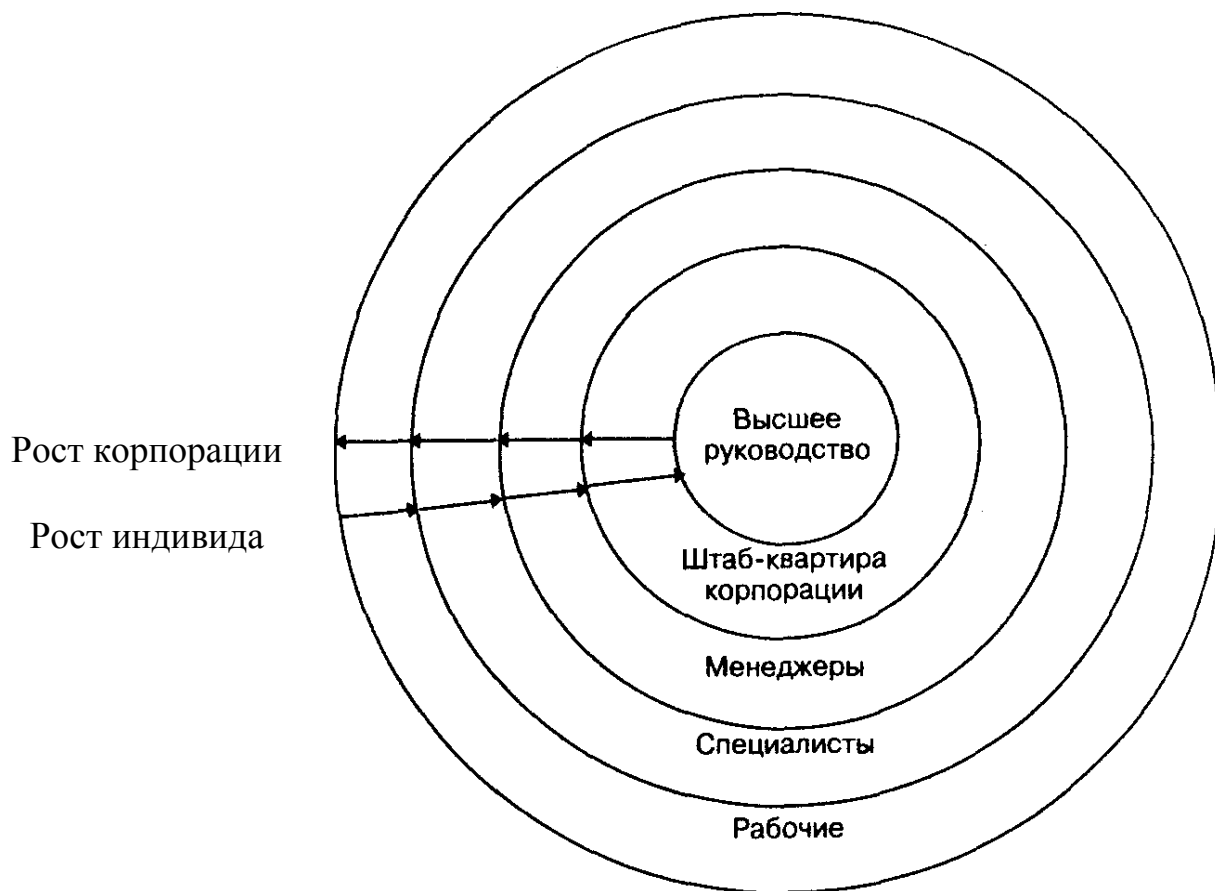 Высшее
руководство
Рост корпорации
Рост индивида
Штаб-квартира
корпорации
Менеджеры
Специалисты
Рабочие